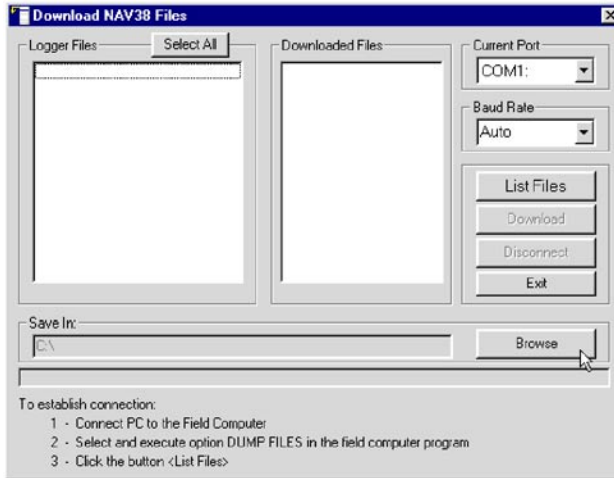 Download NAV38 Files
Logger Files
Select All
Downloaded Files
Current Port
COM1:
Baud Rate
Auto
List Files
Download
Disconnect
Exit
Save In:
C:\
Browse
To establish connection:
1 - Connect PC to the Field Computer
2 - Select and execute option DUMP FILES in the field computer program
3 - Click the button <List Files>